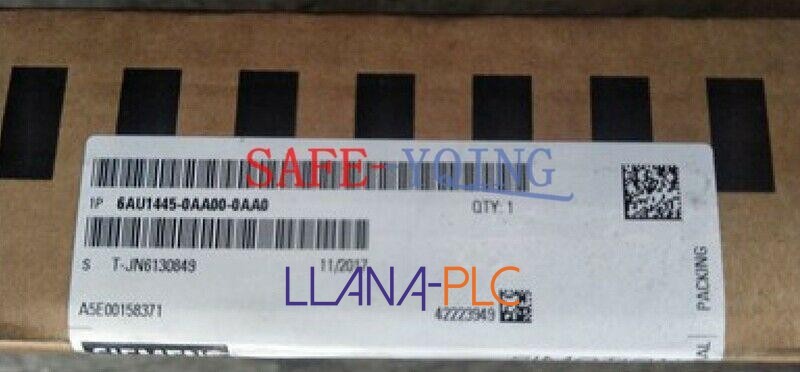 SAFE- YQING
1P 6AU1445-0AA00-0AA0 QTY: 1
S T-JN6130849 11/2017
LLANA-PLC
A5E00158371 42223949
PACKING
SIEMENS